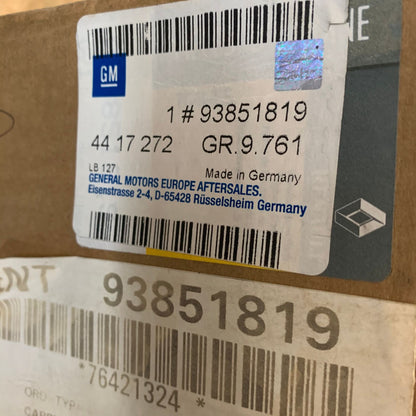 GM
1 # 93851819
44 17 272 GR.9.761
LB 127
Made in Germany
GENERAL MOTORS EUROPE AFTERSALES.
Eisenstrasse 2-4, D-65428 Rüsselsheim Germany
93851819
*76421324*